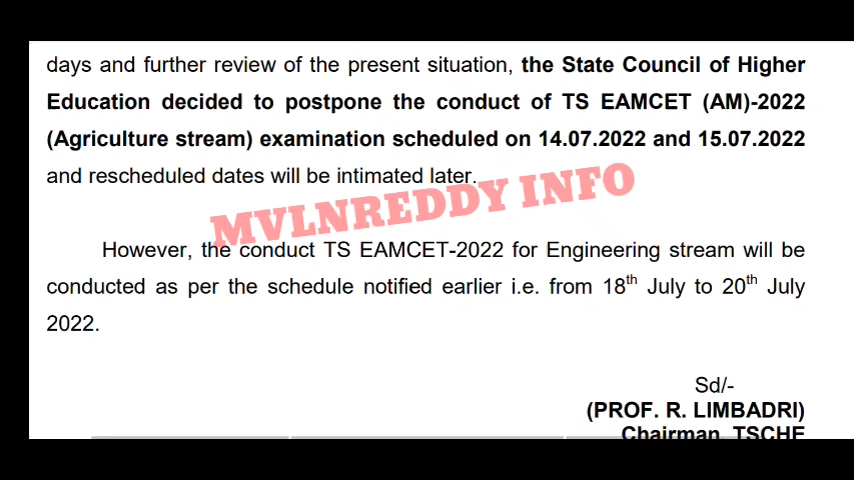 days and further review of the present situation, the State Council of Higher
Education decided to postpone the conduct of TS EAMCET (AM)-2022
(Agriculture stream) examination scheduled on 14.07.2022 and 15.07.2022
and rescheduled dates will be intimated later.
MVLNREDDY INFO
However, the conduct TS EAMCET-2022 for Engineering stream will be
conducted as per the schedule notified earlier i.e. from 18th July to 20th July
2022.
Sd/-
(PROF. R. LIMBADRI)
Chairman, TSCHE